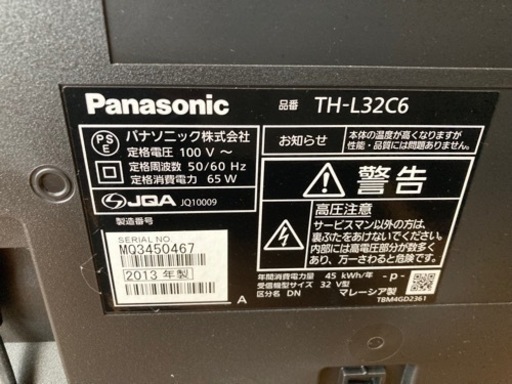 Panasonic
品番 TH-L32C6
PS
E
パナソニック株式会社
定格電圧 100 V ～
定格周波数 50/60 Hz
定格消費電力 65 W
JQA JQ10009
製造番号
SERIAL NO.
MQ3450467
2013 年製
A
お知らせ
本体の温度が高くなりますが
性能・品質には問題ありません。
警告
高圧注意
サービスマン以外の方は、
裏ぶたをあけないでください。
内部には高電圧部分が数多く
あり、万一さわると危険です。
年間消費電力量 45 kWh/年 -p-
受信機型サイズ 32 V型
区分名 DN マレーシア製
TBM4GD2361